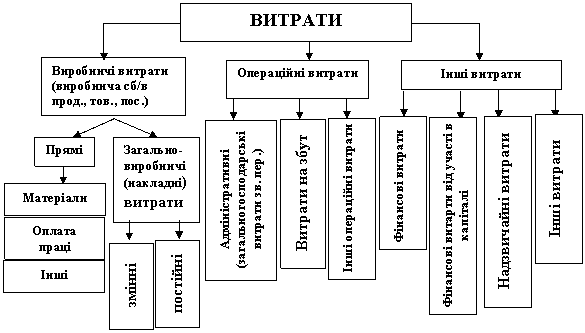 ВИТРАТИ
Виробничі витрати
(виробнича сб/в
прод., тов., пос.)
Операційні витрати
Інші витрати
Прямі
Матеріали
Оплата
праці
Інші
Загально-
виробничі
(накладні)
витрати
змінні
постійні
Адміністративні
(загальногосподарські
витрати зв. пер.)
Витрати на збут
Інші операційні витрати
Фінансові витрати
Фінансові витарти від участі в
капіталі
Надзвичайні витрати
Інші витрати